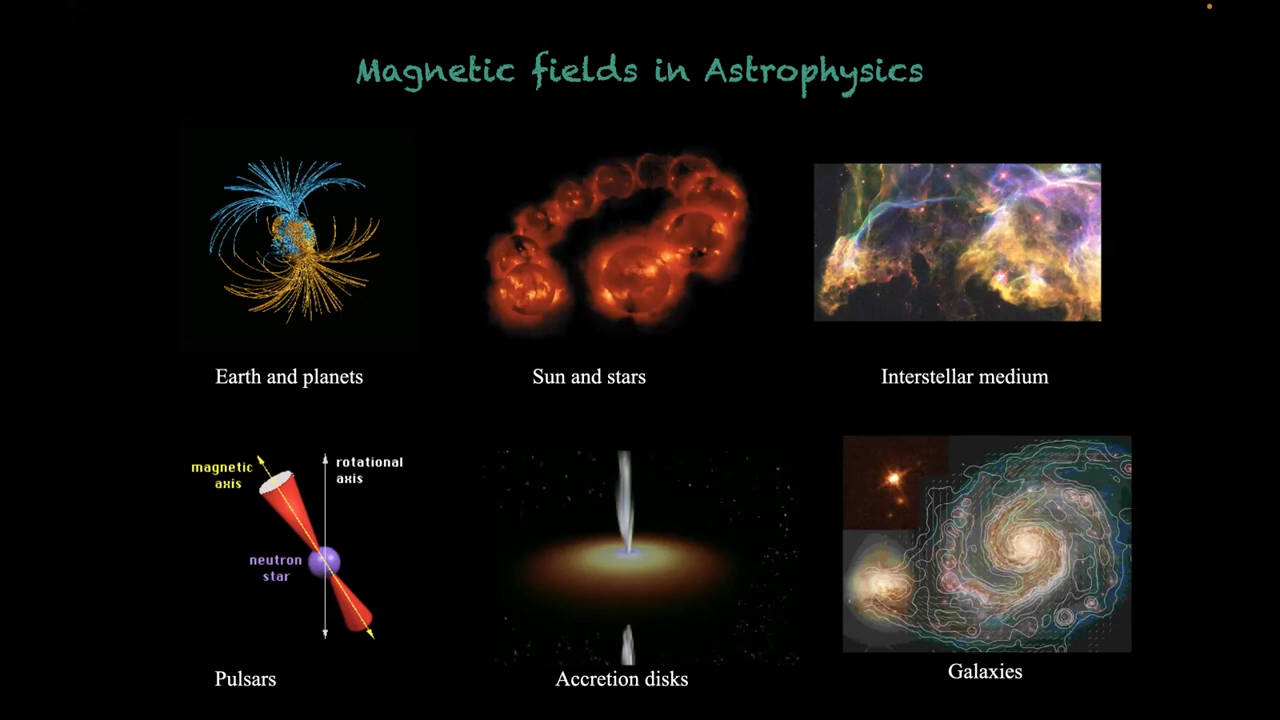 Magnetic fields in Astrophysics
Earth and planets
Sun and stars
Interstellar medium
magnetic
axis
rotational
axis
neutron
star
Pulsars
Accretion disks
Galaxies